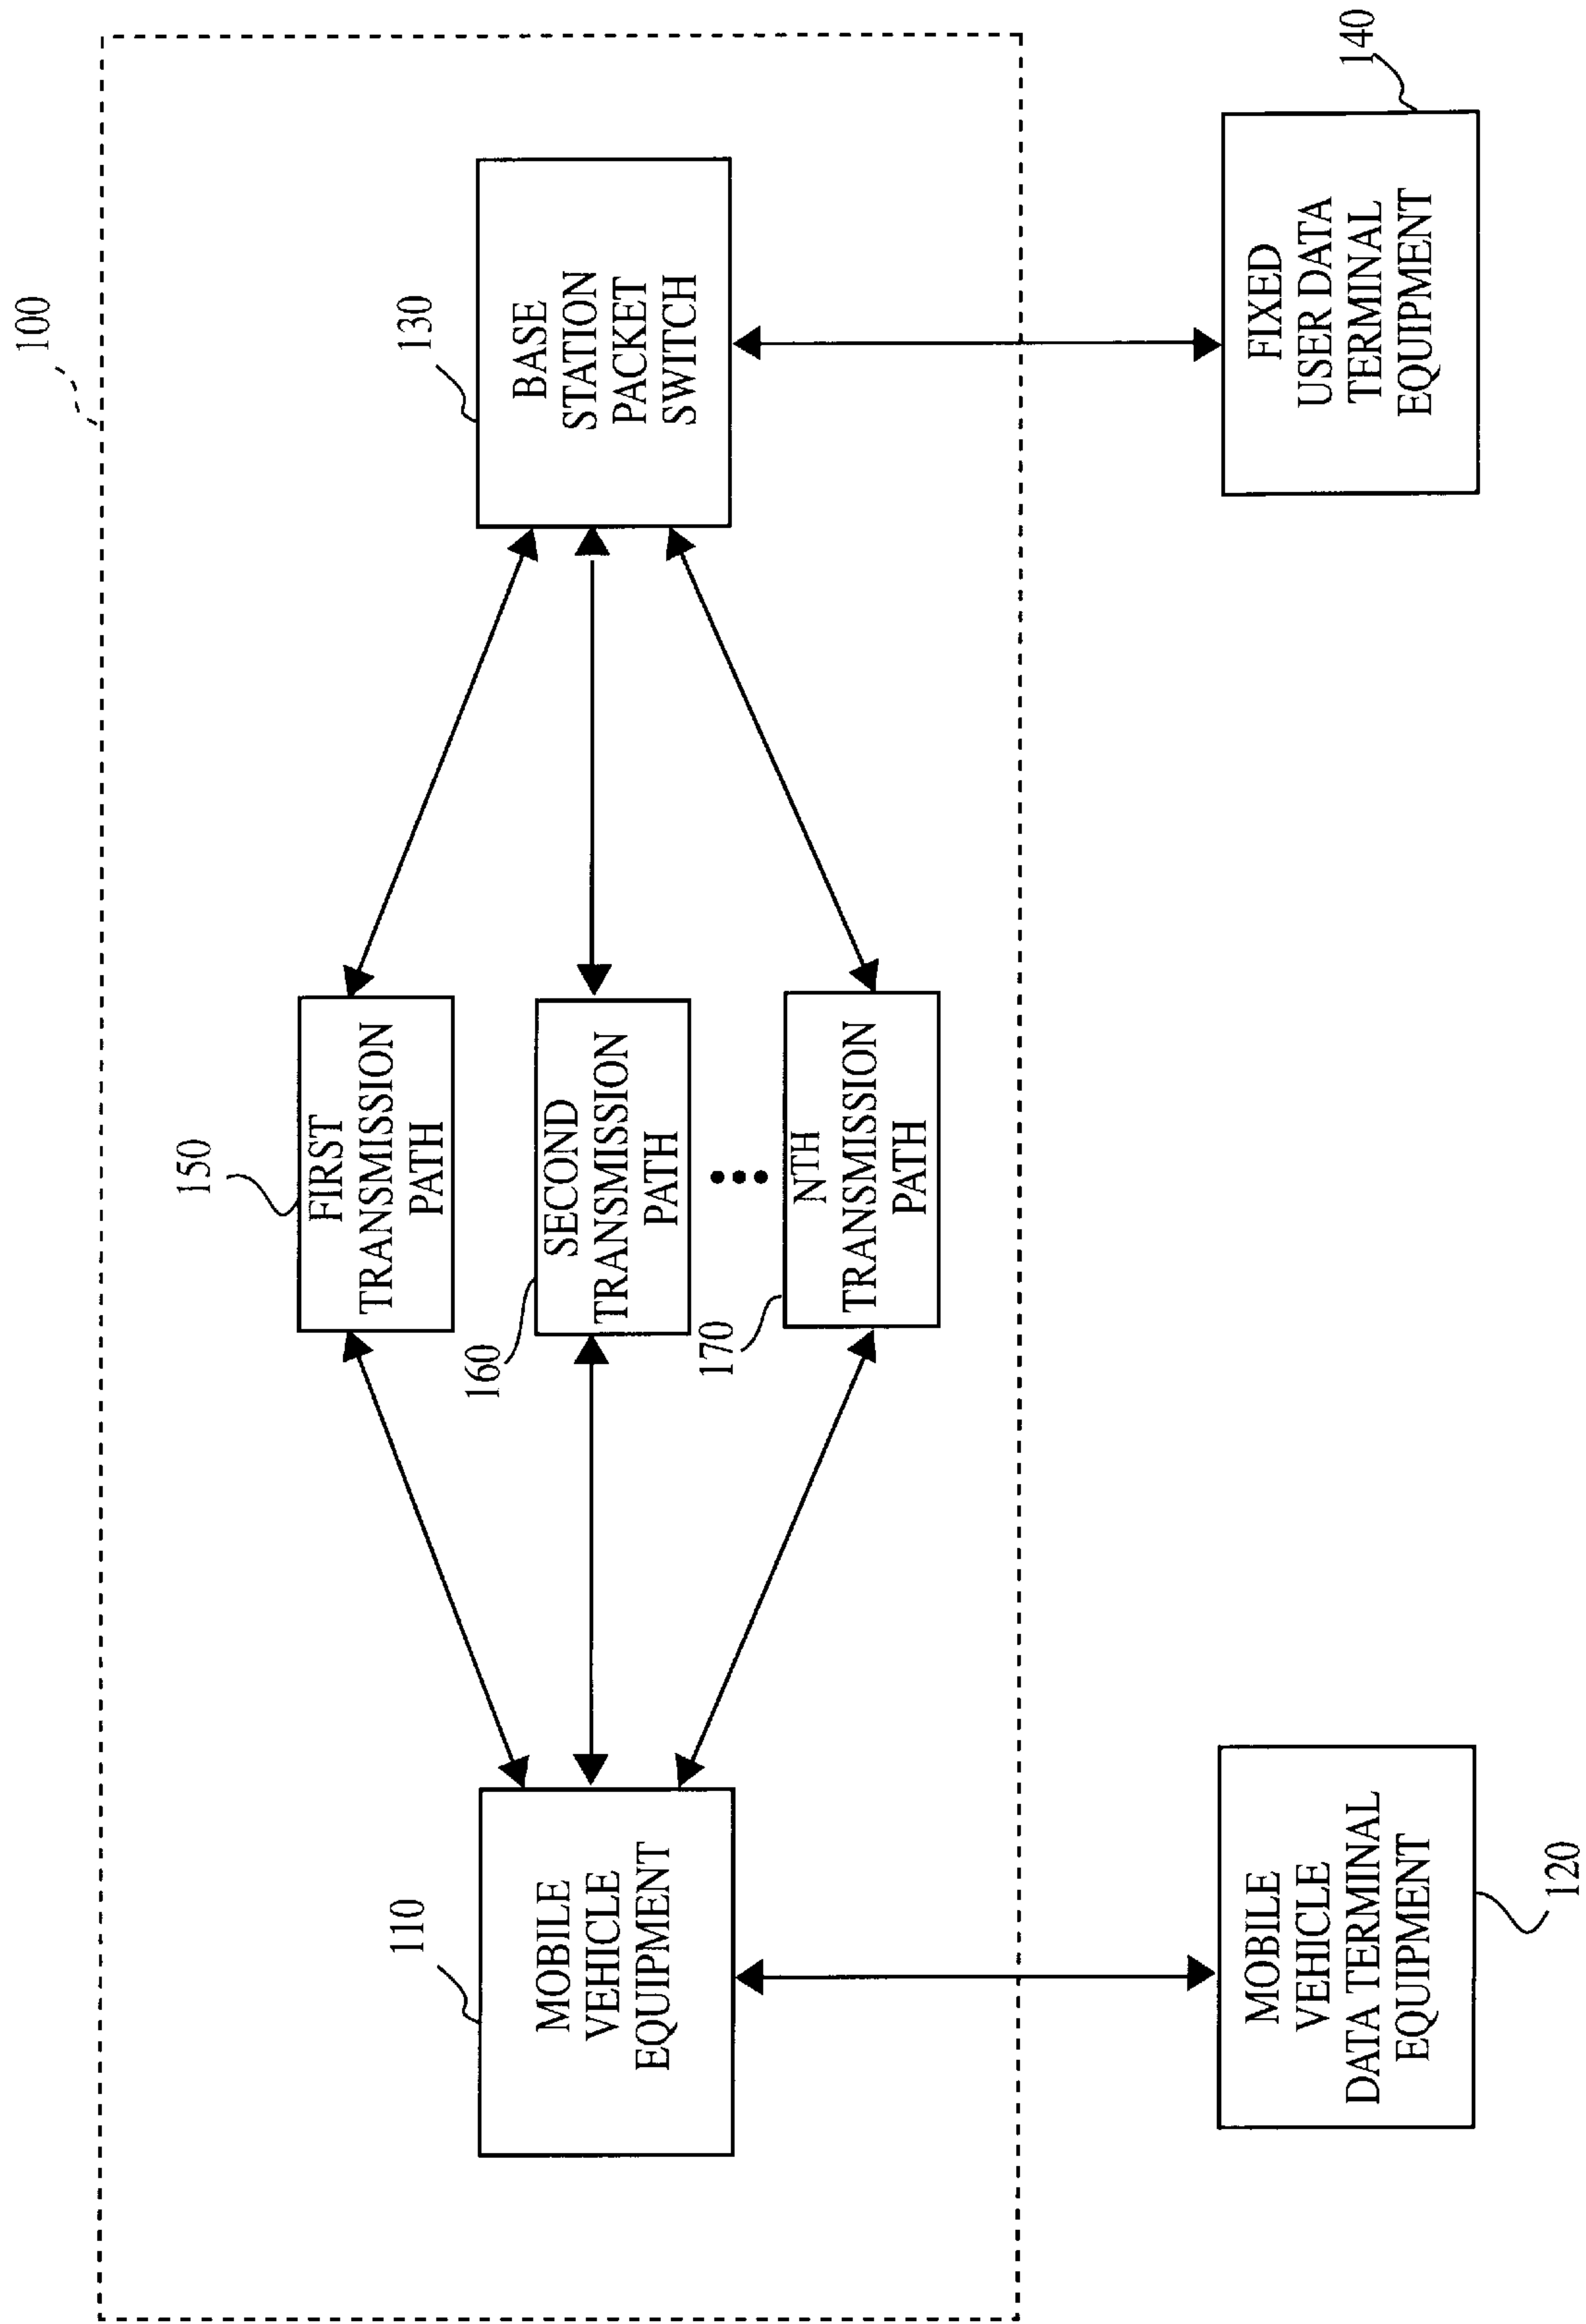 100
150
FIRST
TRANSMISSION
PATH
110
MOBILE
VEHICLE
EQUIPMENT
160
SECOND
TRANSMISSION
PATH
130
BASE
STATION
PACKET
SWITCH
170
NTH
TRANSMISSION
PATH
MOBILE
VEHICLE
DATA TERMINAL
EQUIPMENT
120
FIXED
USER DATA
TERMINAL
EQUIPMENT
140